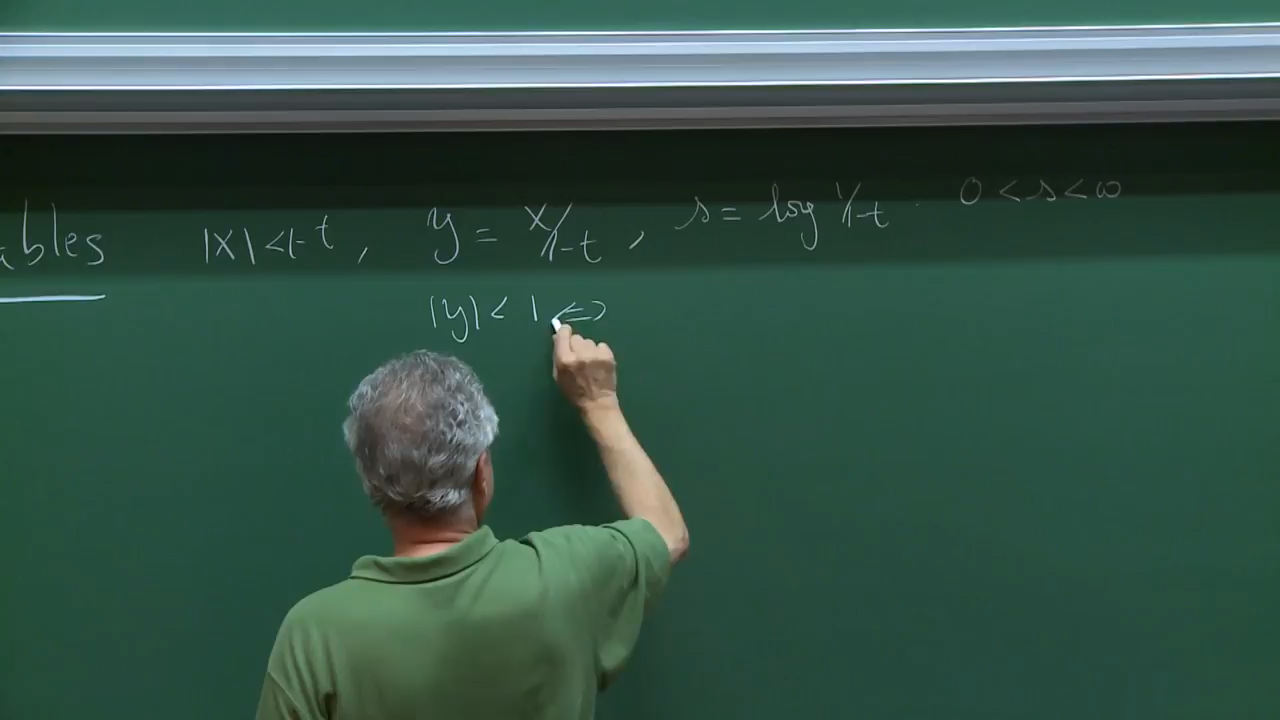 ables |x| < 1-t, y = x/1-t, s = log 1/1-t. 0 < s < ∞
|y| < 1 <=>